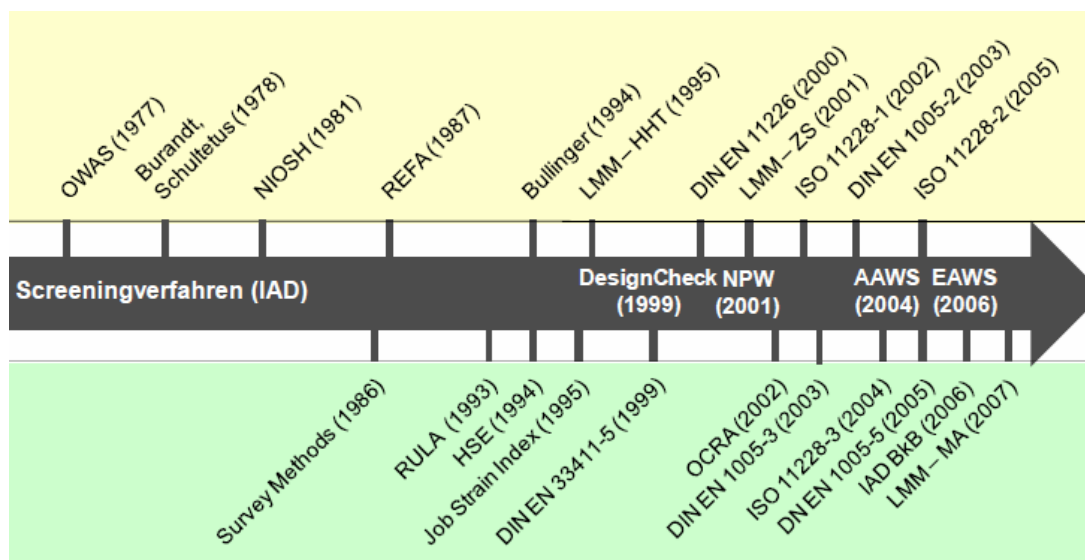 OWAS (1977)
Burandt,
Schultetus (1978)
NIOSH (1981)
REFA (1987)
Bullinger (1994)
LMM – HHT (1995)
DIN EN 11226 (2000)
LMM – ZS (2001)
ISO 11228-1 (2002)
DIN EN 1005-2 (2003)
ISO 11228-2 (2005)
Screeningverfahren (IAD)
DesignCheck
(1999)
NPW
(2001)
AAWS
(2004)
EAWS
(2006)
Survey Methods (1986)
RULA (1993)
HSE (1994)
Job Strain Index (1995)
DIN EN 33411-5 (1999)
OCRA (2002)
DIN EN 1005-3 (2003)
ISO 11228-3 (2004)
DN EN 1005-5 (2005)
IAD BkB (2006)
LMM – MA (2007)